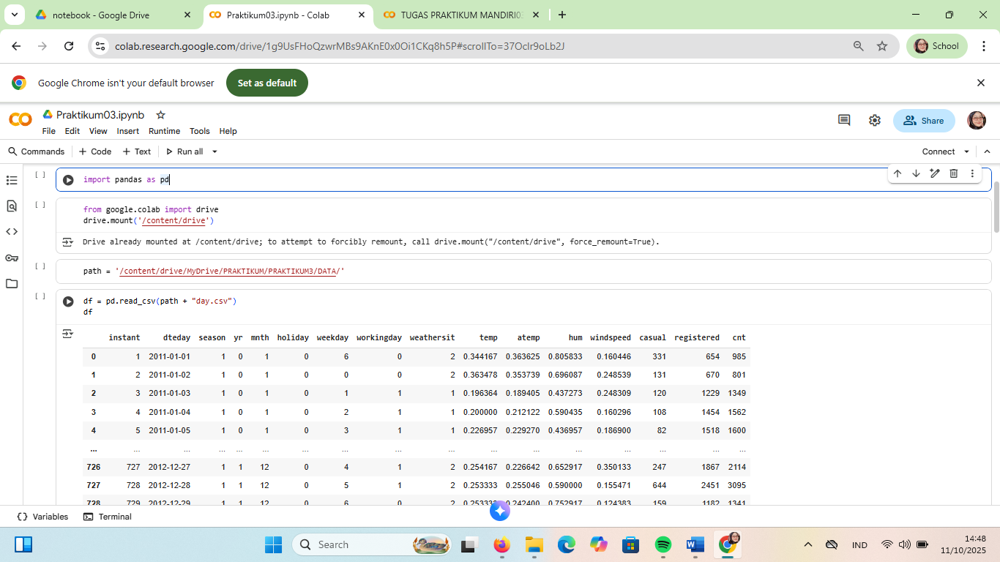 notebook - Google Drive
Praktikum03.ipynb - Colab
TUGAS PRAKTIKUM MANDIRI03
colab.research.google.com/drive/1g9UsFHoQzwrMBs9AKnE0x0Oi1CKq8h5P#scrollTo=37Oclr9oLb2J
School
Google Chrome isn't your default browser
Set as default
CO
Praktikum03.ipynb
Share
File Edit View Insert Runtime Tools Help
Commands + Code + Text Run all
Connect
[ ] import pandas as pd
[ ] from google.colab import drive
drive.mount('/content/drive')
Drive already mounted at /content/drive; to attempt to forcibly remount, call drive.mount("/content/drive", force_remount=True).
[ ] path = '/content/drive/MyDrive/PRAKTIKUM/PRAKTIKUM3/DATA/'
[ ] df = pd.read_csv(path + "day.csv")
df
instant dteday season yr mnth holiday weekday workingday weathersit temp atemp hum windspeed casual registered cnt
0 1 2011-01-01 1 0 1 0 6 0 2 0.344167 0.363625 0.805833 0.160446 331 654 985
1 2 2011-01-02 1 0 1 0 0 0 2 0.363478 0.353739 0.696087 0.248539 131 670 801
2 3 2011-01-03 1 0 1 0 1 1 1 0.196364 0.189405 0.437273 0.248309 120 1229 1349
3 4 2011-01-04 1 0 1 0 2 1 1 0.200000 0.212122 0.590435 0.160296 108 1454 1562
4 5 2011-01-05 1 0 1 0 3 1 1 0.226957 0.229270 0.436957 0.186900 82 1518 1600
... ... ... ... ... ... ... ... ... ... ... ... ... ... ... ... ...
726 727 2012-12-27 1 1 12 0 4 1 2 0.254167 0.226642 0.652917 0.350133 247 1867 2114
727 728 2012-12-28 1 1 12 0 5 1 2 0.253333 0.255046 0.590000 0.155471 644 2451 3095
728 729 2012-12-29 1 1 12 0 6 0 2 0.253333 0.242400 0.752917 0.124383 159 1182 1341
Variables Terminal
Search
IND
14:48
11/10/2025